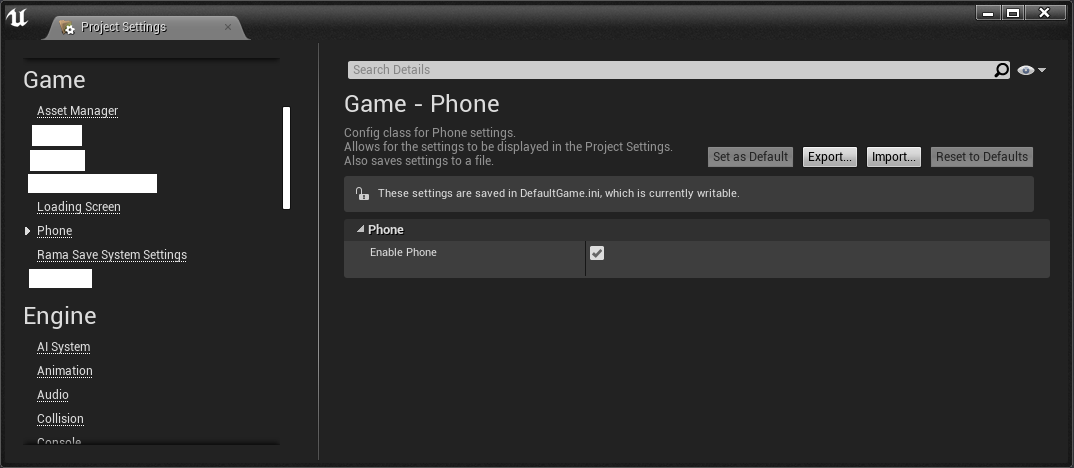 Project Settings
Game
Asset Manager
Loading Screen
Phone
Rama Save System Settings
Engine
AI System
Animation
Audio
Collision
Console
Search Details
Game - Phone
Config class for Phone settings.
Allows for the settings to be displayed in the Project Settings.
Also saves settings to a file.
Set as Default
Export...
Import...
Reset to Defaults
These settings are saved in DefaultGame.ini, which is currently writable.
Phone
Enable Phone